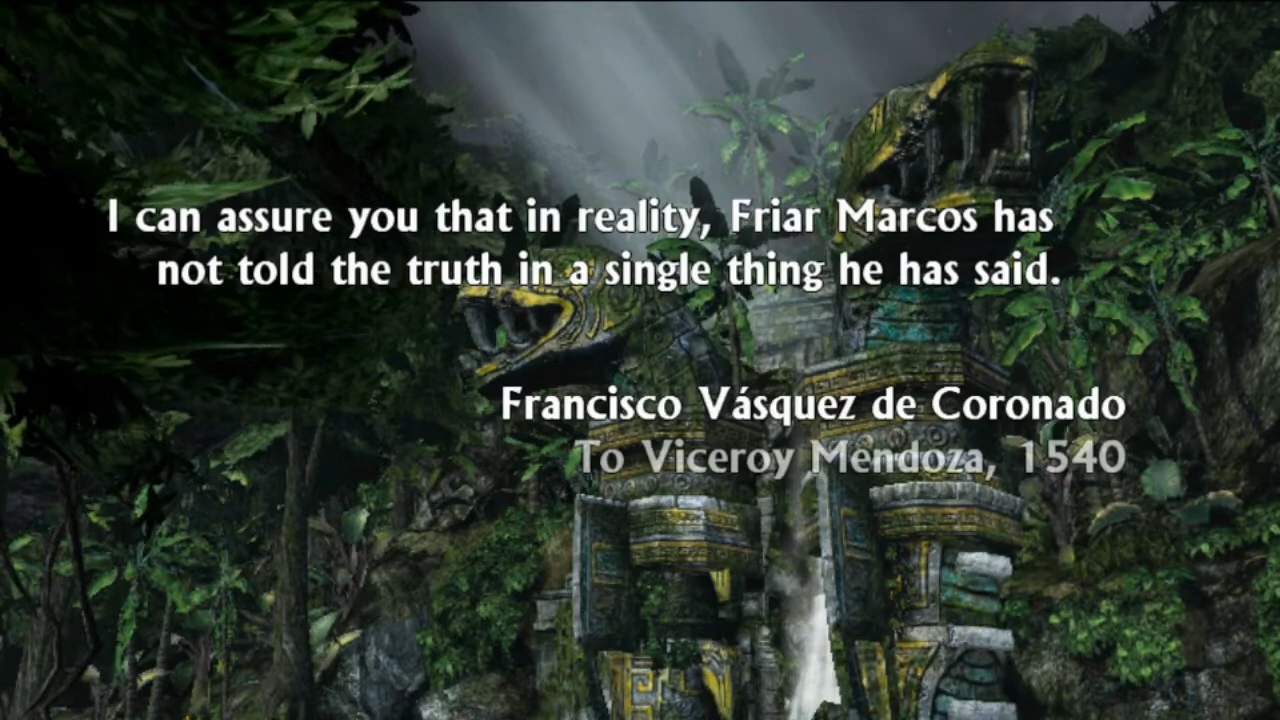 I can assure you that in reality, Friar Marcos has
not told the truth in a single thing he has said.
Francisco Vásquez de Coronado
To Viceroy Mendoza, 1540